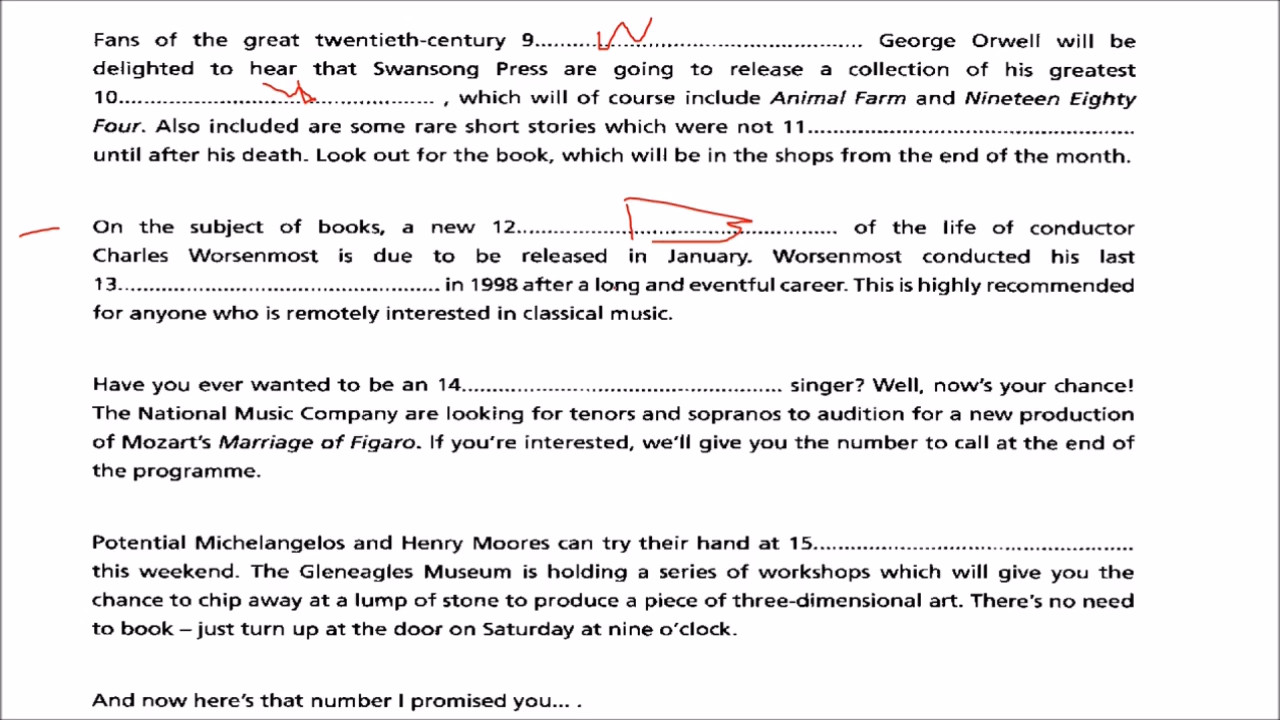 Fans of the great twentieth-century 9........................................................ George Orwell will be
delighted to hear that Swansong Press are going to release a collection of his greatest
10........................................................ , which will of course include Animal Farm and Nineteen Eighty
Four. Also included are some rare short stories which were not 11........................................................
until after his death. Look out for the book, which will be in the shops from the end of the month.
On the subject of books, a new 12........................................................ of the life of conductor
Charles Worsenmost is due to be released in January. Worsenmost conducted his last
13........................................................ in 1998 after a long and eventful career. This is highly recommended
for anyone who is remotely interested in classical music.
Have you ever wanted to be an 14........................................................ singer? Well, now's your chance!
The National Music Company are looking for tenors and sopranos to audition for a new production
of Mozart's Marriage of Figaro. If you're interested, we'll give you the number to call at the end of
the programme.
Potential Michelangelos and Henry Moores can try their hand at 15........................................................
this weekend. The Gleneagles Museum is holding a series of workshops which will give you the
chance to chip away at a lump of stone to produce a piece of three-dimensional art. There's no need
to book – just turn up at the door on Saturday at nine o'clock.
And now here's that number I promised you... .